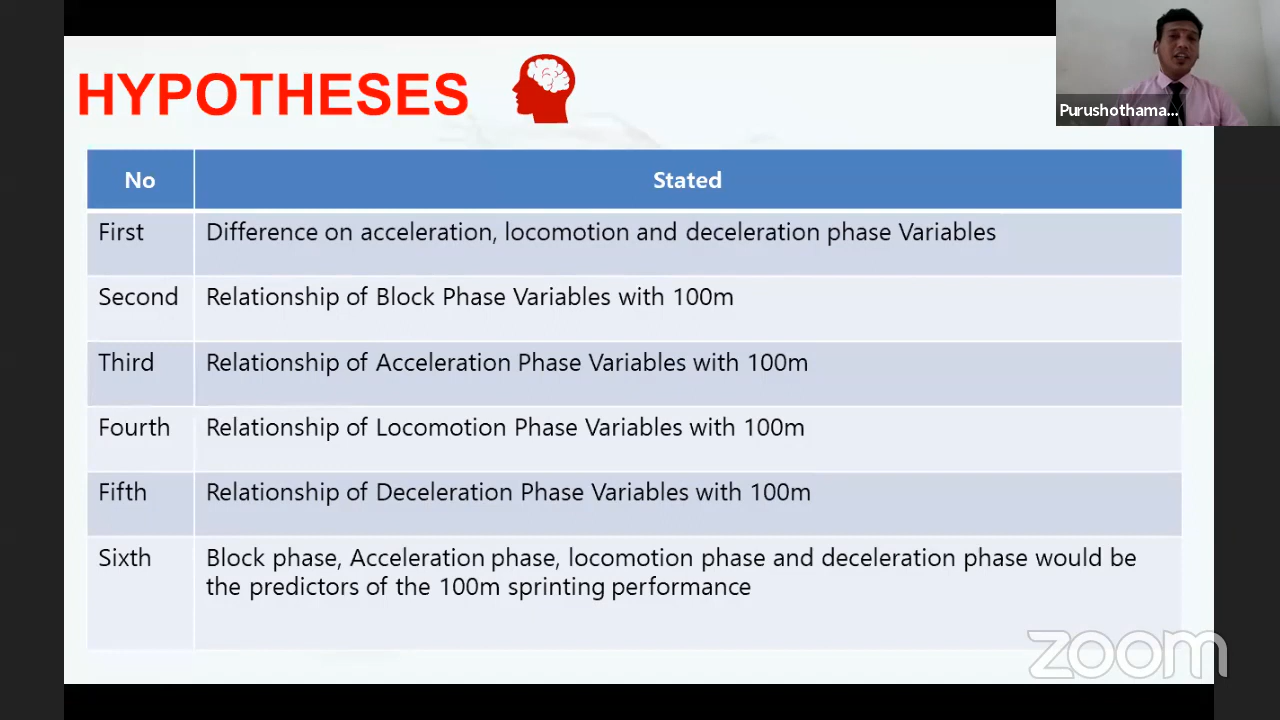 HYPOTHESES
Purushothama...
No Stated
First Difference on acceleration, locomotion and deceleration phase Variables
Second Relationship of Block Phase Variables with 100m
Third Relationship of Acceleration Phase Variables with 100m
Fourth Relationship of Locomotion Phase Variables with 100m
Fifth Relationship of Deceleration Phase Variables with 100m
Sixth Block phase, Acceleration phase, locomotion phase and deceleration phase would be
the predictors of the 100m sprinting performance
zoom